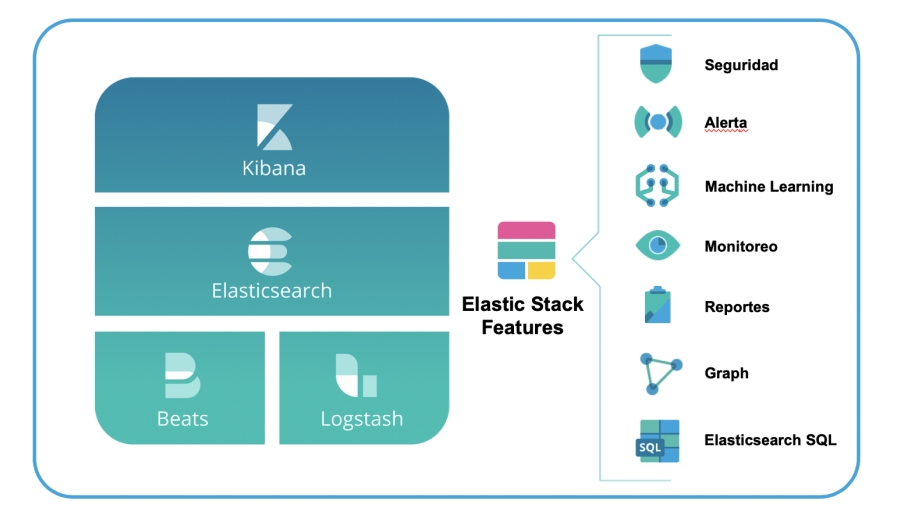 Kibana
Elasticsearch
Beats
Logstash
Elastic Stack
Features
Seguridad
Alerta
Machine Learning
Monitoreo
Reportes
Graph
SQL
Elasticsearch SQL